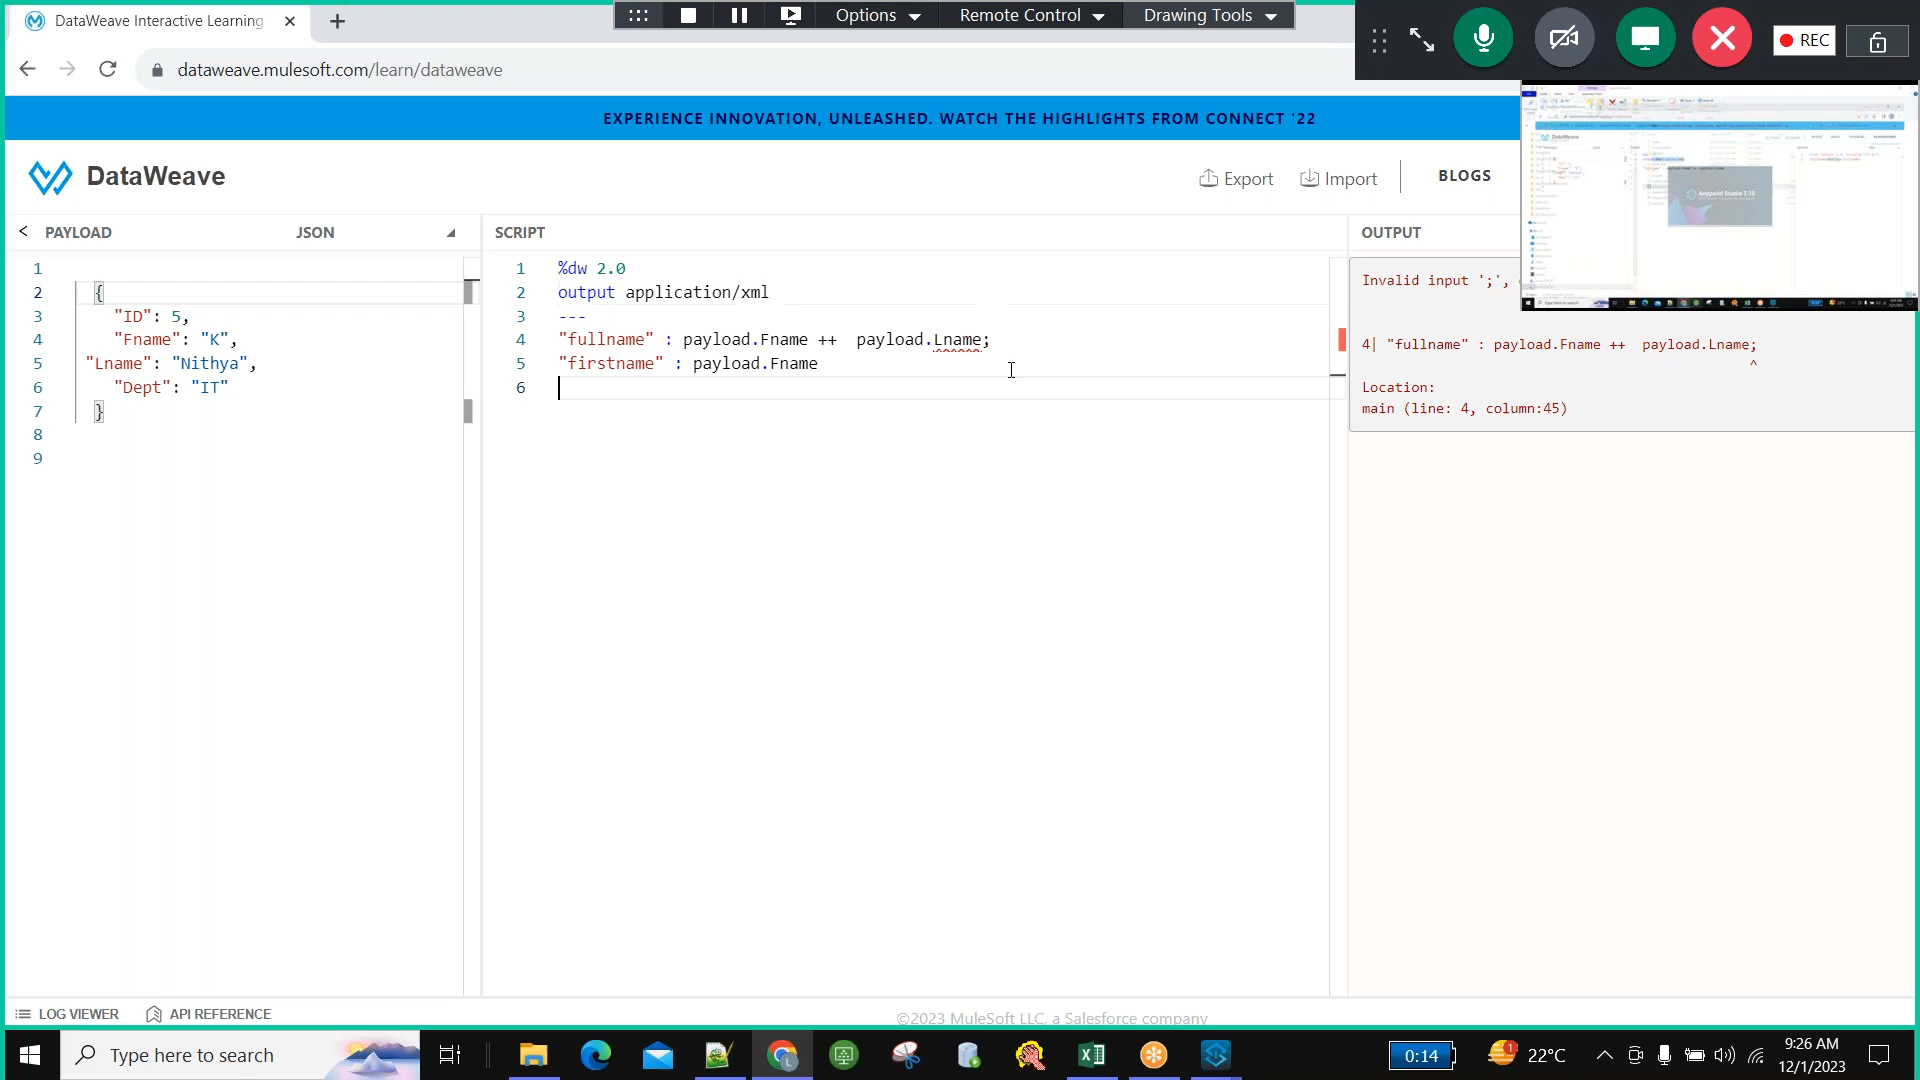 DataWeave Interactive Learning
Options
Remote Control
Drawing Tools
REC
dataweave.mulesoft.com/learn/dataweave
EXPERIENCE INNOVATION, UNLEASHED. WATCH THE HIGHLIGHTS FROM CONNECT '22
DataWeave
Export
Import
BLOGS
PAYLOAD
JSON
SCRIPT
OUTPUT
1
2 {
3 "ID": 5,
4 "Fname": "K",
5 "Lname": "Nithya",
6 "Dept": "IT"
7 }
8
9
1 %dw 2.0
2 output application/xml
3 ---
4 "fullname" : payload.Fname ++  payload.Lname;
5 "firstname" : payload.Fname
6
Invalid input ';',
4| "fullname" : payload.Fname ++  payload.Lname;
^
Location:
main (line: 4, column:45)
Anypoint Studio 7.15
LOG VIEWER
API REFERENCE
©2023 MuleSoft LLC, a Salesforce company
Type here to search
0:14
1
22°C
9:26 AM
12/1/2023